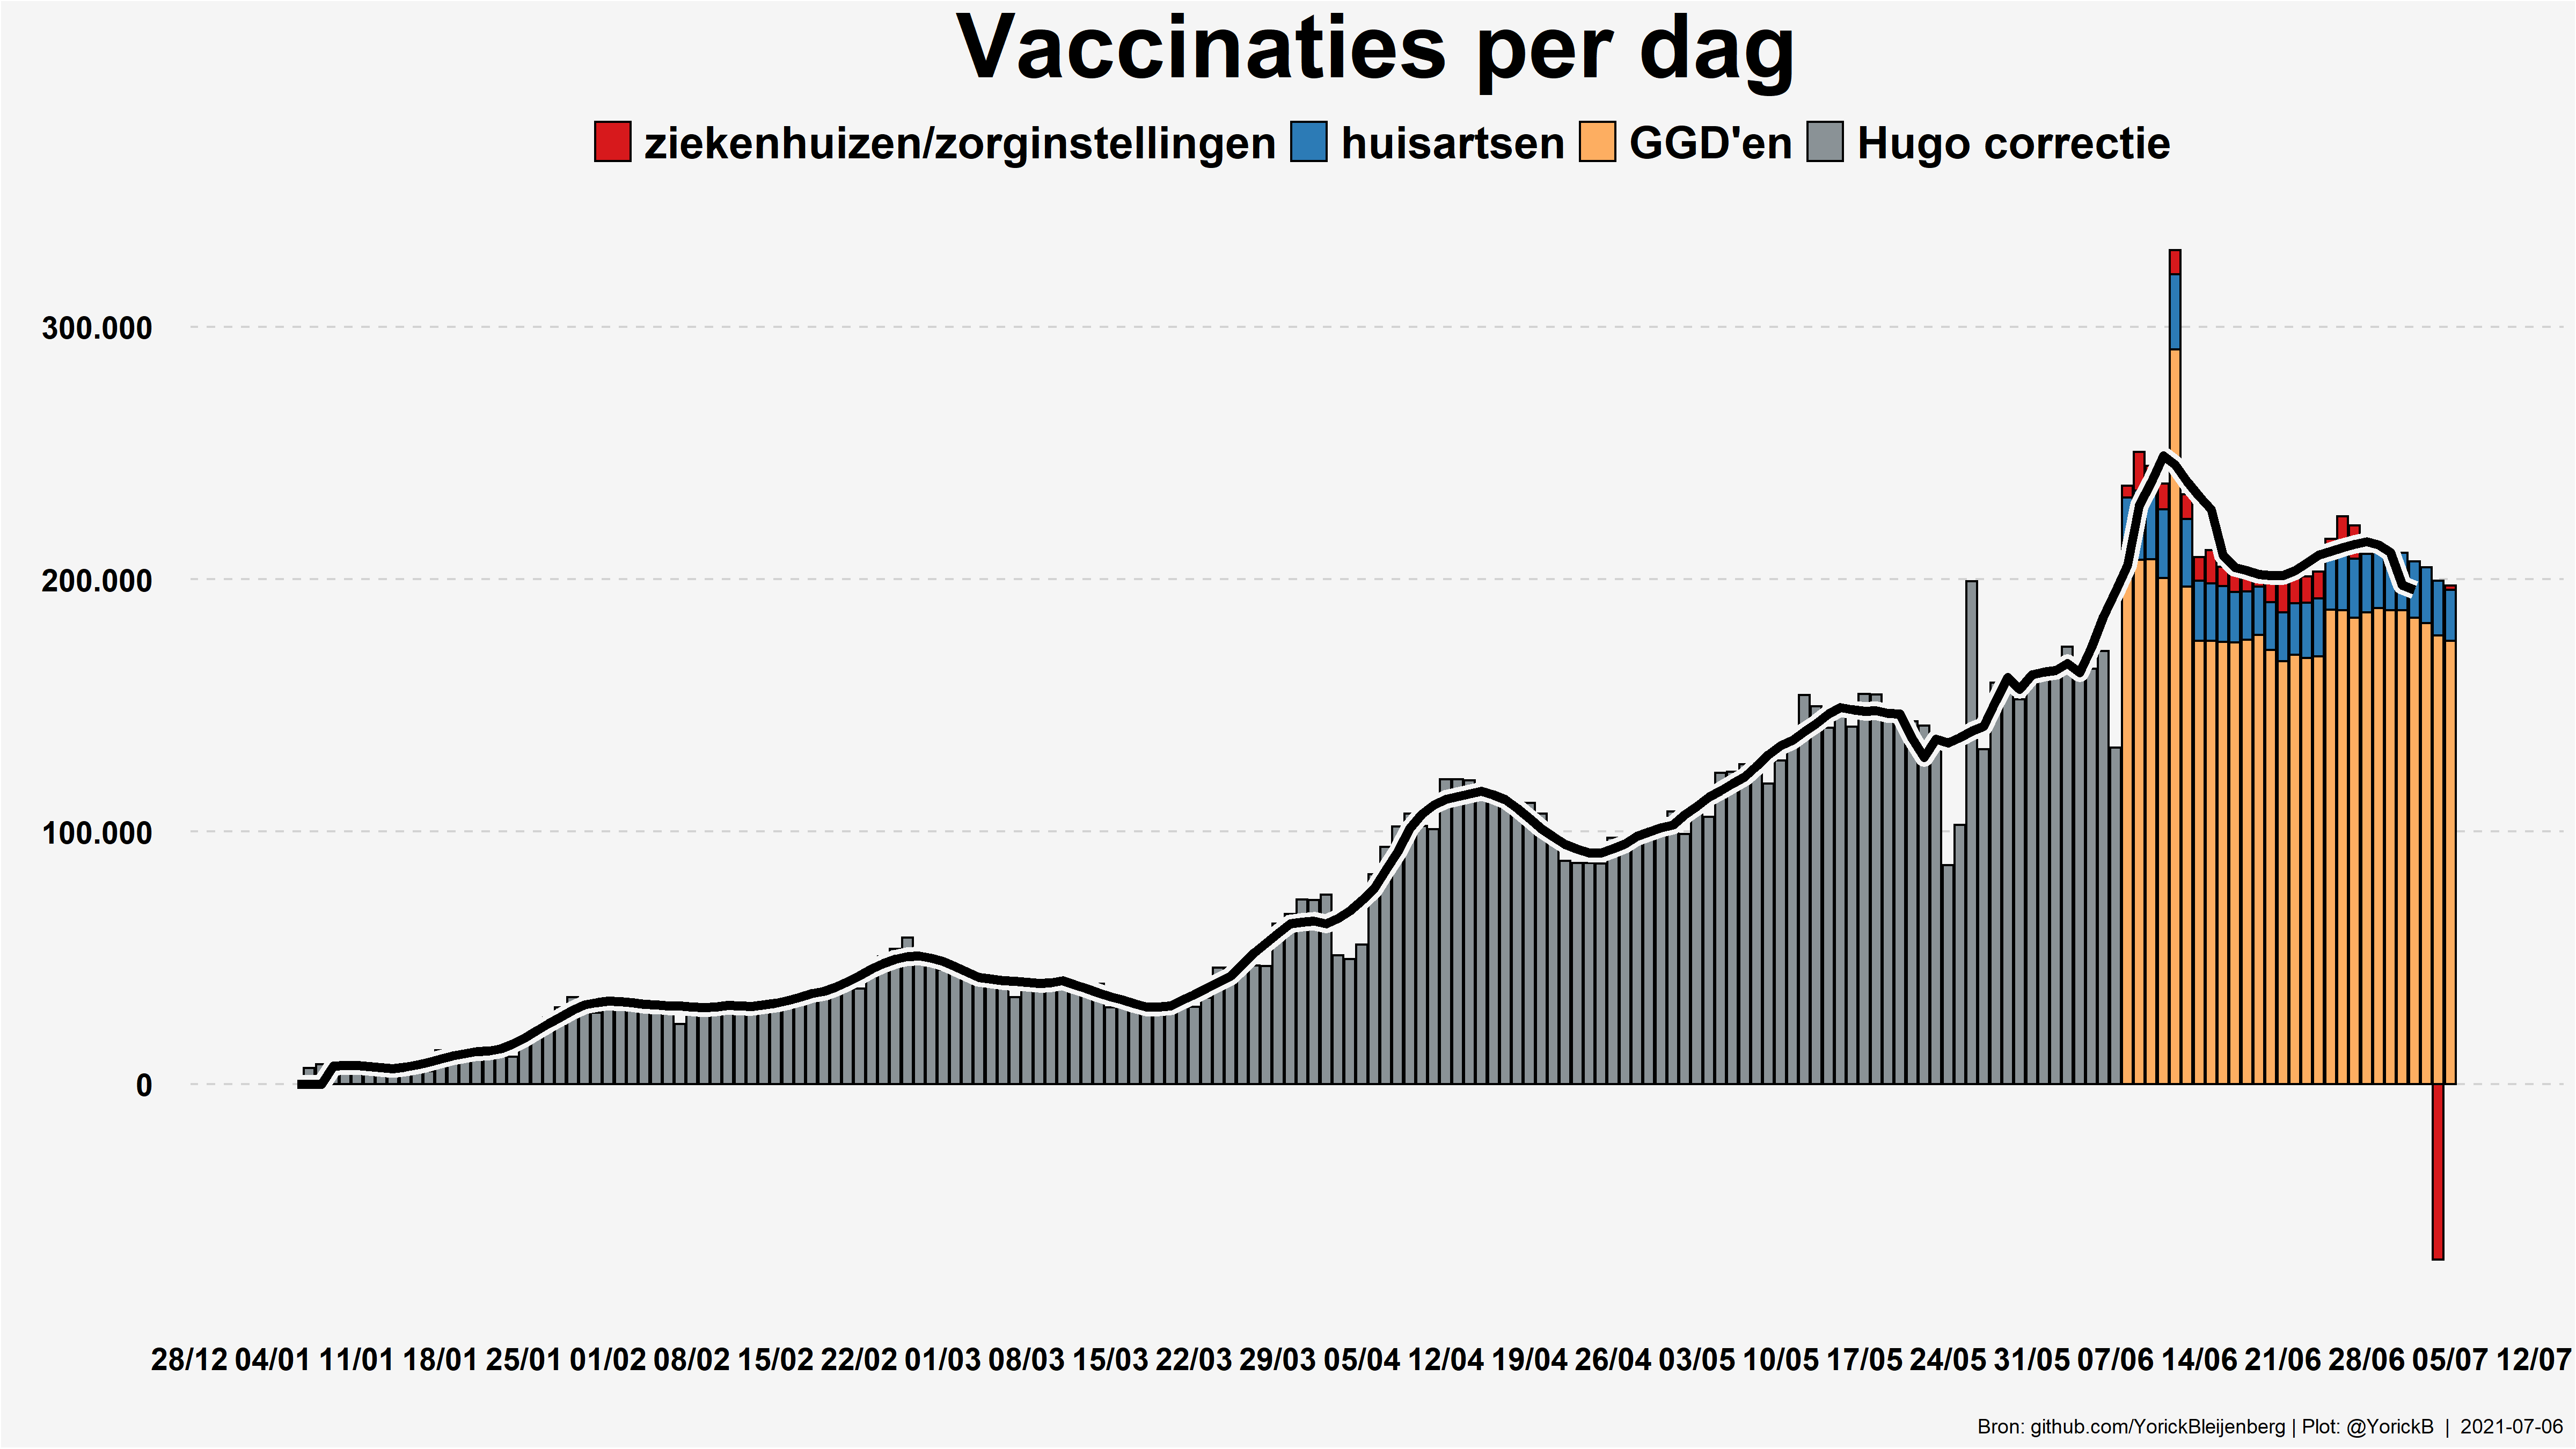 Vaccinaties per dag
ziekenhuizen/zorginstellingen huisartsen GGD'en Hugo correctie
300.000
200.000
100.000
0
28/12 04/01 11/01 18/01 25/01 01/02 08/02 15/02 22/02 01/03 08/03 15/03 22/03 29/03 05/04 12/04 19/04 26/04 03/05 10/05 17/05 24/05 31/05 07/06 14/06 21/06 28/06 05/07 12/07
Bron: github.com/YorickBleijenberg | Plot: @YorickB | 2021-07-06